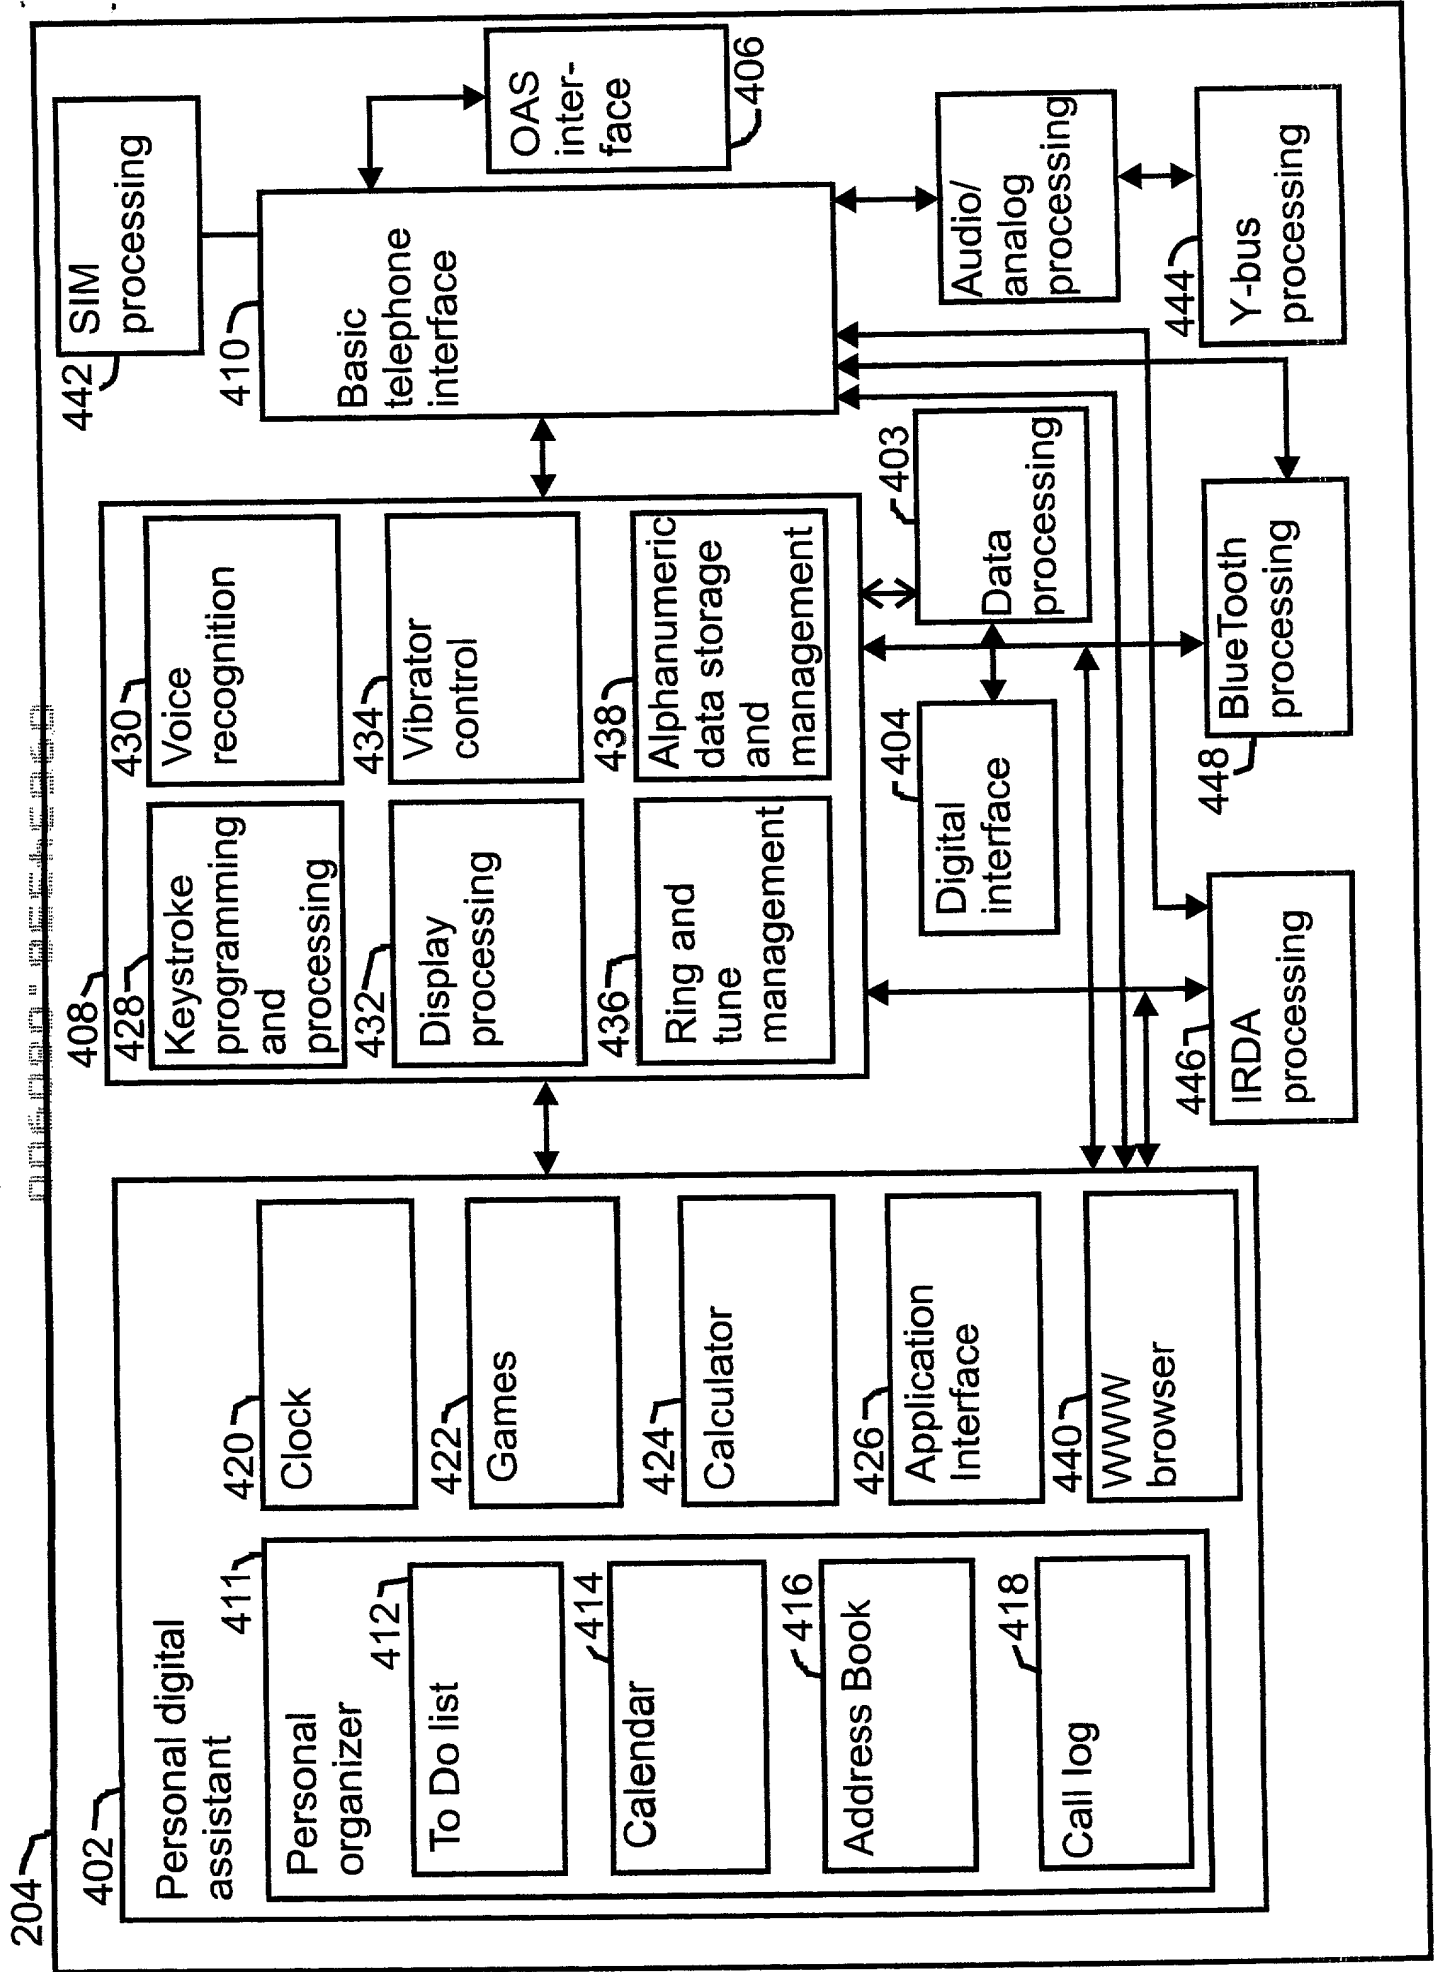 204
402
Personal digital
assistant
411
Personal
organizer
412
To Do list
414
Calendar
416
Address Book
418
Call log
420
Clock
422
Games
424
Calculator
426
Application
Interface
440
WWW
browser
408
428
Keystroke
programming
and
processing
430
Voice
recognition
432
Display
processing
434
Vibrator
control
436
Ring and
tune
management
438
Alphanumeric
data storage
and
management
442
SIM
processing
410
Basic
telephone
interface
OAS
inter-
face
406
403
Data
processing
404
Digital
interface
Audio/
analog
processing
444
Y-bus
processing
446
IRDA
processing
448
BlueTooth
processing